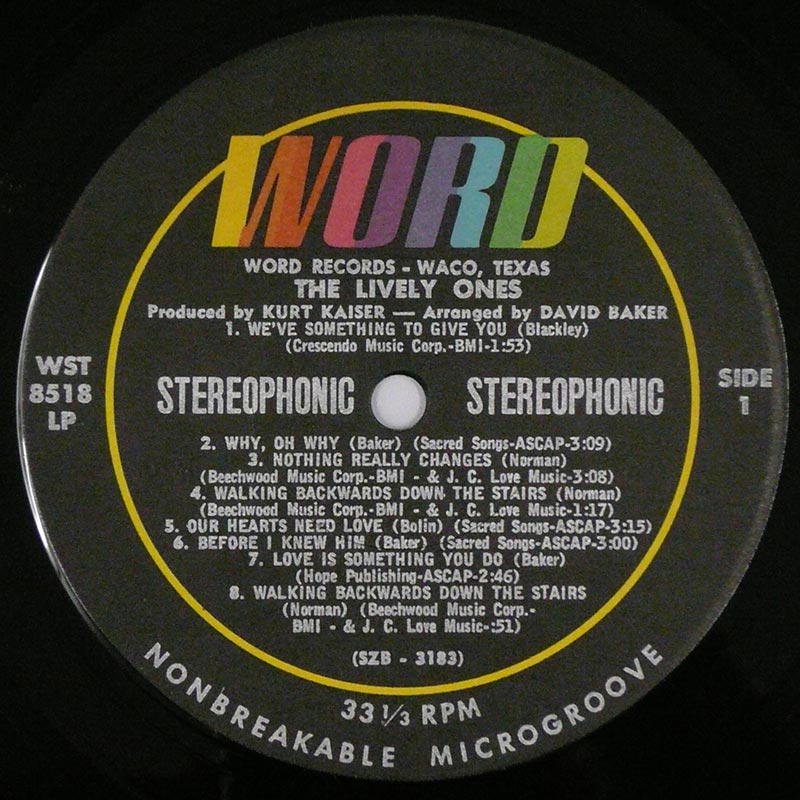 WORD
WORD RECORDS - WACO, TEXAS
THE LIVELY ONES
Produced by KURT KAISER — Arranged by DAVID BAKER
1. WE'VE SOMETHING TO GIVE YOU (Blackley)
(Crescendo Music Corp.-BMI-1:53)
WST
8518
LP
STEREOPHONIC STEREOPHONIC
SIDE
1
2. WHY, OH WHY (Baker) (Sacred Songs-ASCAP-3:09)
3. NOTHING REALLY CHANGES (Norman)
(Beechwood Music Corp.-BMI - & J. C. Love Music-3:08)
4. WALKING BACKWARDS DOWN THE STAIRS (Norman)
(Beechwood Music Corp.-BMI - & J. C. Love Music-1:17)
5. OUR HEARTS NEED LOVE (Bolin) (Sacred Songs-ASCAP-3:15)
6. BEFORE I KNEW HIM (Baker) (Sacred Songs-ASCAP-3:00)
7. LOVE IS SOMETHING YOU DO (Baker)
(Hope Publishing-ASCAP-2:46)
8. WALKING BACKWARDS DOWN THE STAIRS
(Norman) (Beechwood Music Corp.-
BMI - & J. C. Love Music-:51)
(SZB - 3183)
33 1/3 RPM
NONBREAKABLE MICROGROOVE